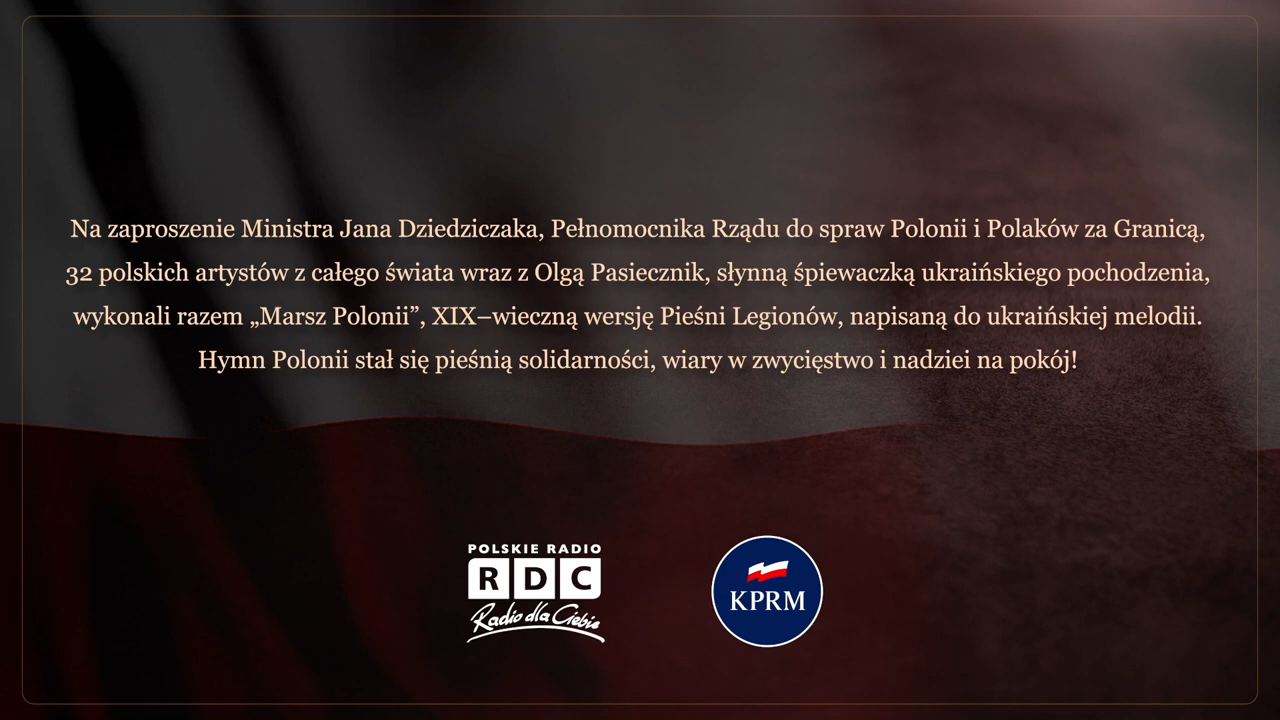 Na zaproszenie Ministra Jana Dziedziczaka, Pełnomocnika Rządu do spraw Polonii i Polaków za Granicą,
32 polskich artystów z całego świata wraz z Olgą Pasiecznik, słynną śpiewaczką ukraińskiego pochodzenia,
wykonali razem „Marsz Polonii”, XIX–wieczną wersję Pieśni Legionów, napisaną do ukraińskiej melodii.
Hymn Polonii stał się pieśnią solidarności, wiary w zwycięstwo i nadziei na pokój!
POLSKIE RADIO
RDC
Radio dla Ciebie
KPRM